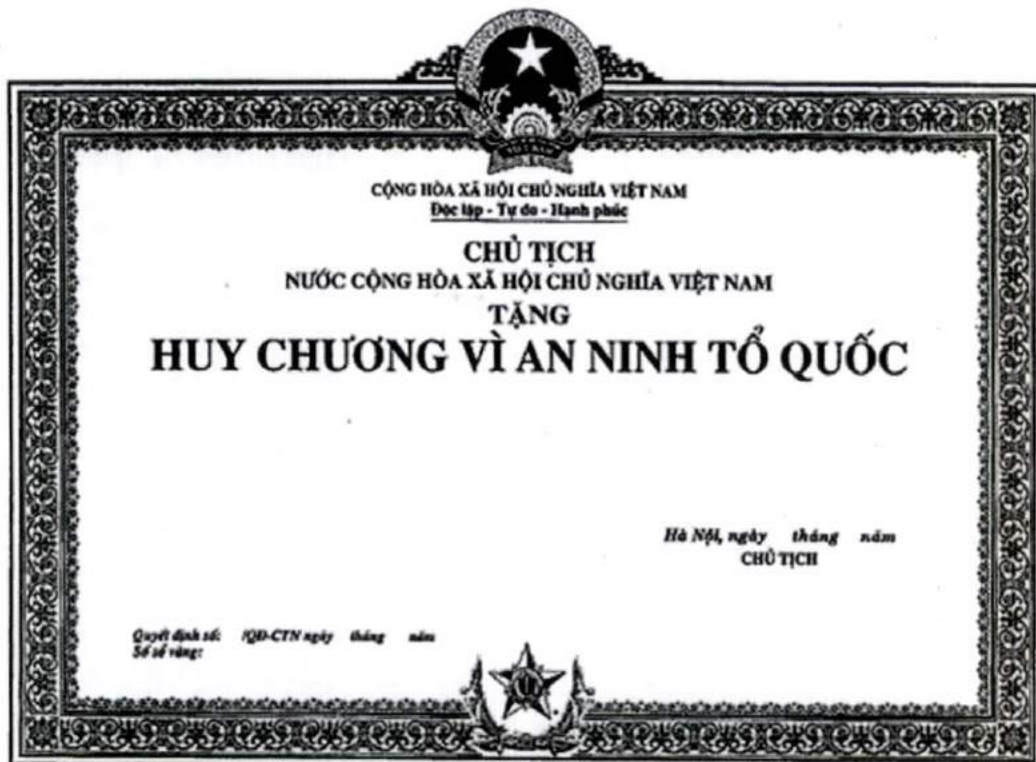 CỘNG HÒA XÃ HỘI CHỦ NGHĨA VIỆT NAM
Độc lập - Tự do - Hạnh phúc
CHỦ TỊCH
NƯỚC CỘNG HÒA XÃ HỘI CHỦ NGHĨA VIỆT NAM
TẶNG
HUY CHƯƠNG VÌ AN NINH TỔ QUỐC
Hà Nội, ngày tháng năm
CHỦ TỊCH
Quyết định số: /QĐ-CTN ngày tháng năm
Số sổ vàng: